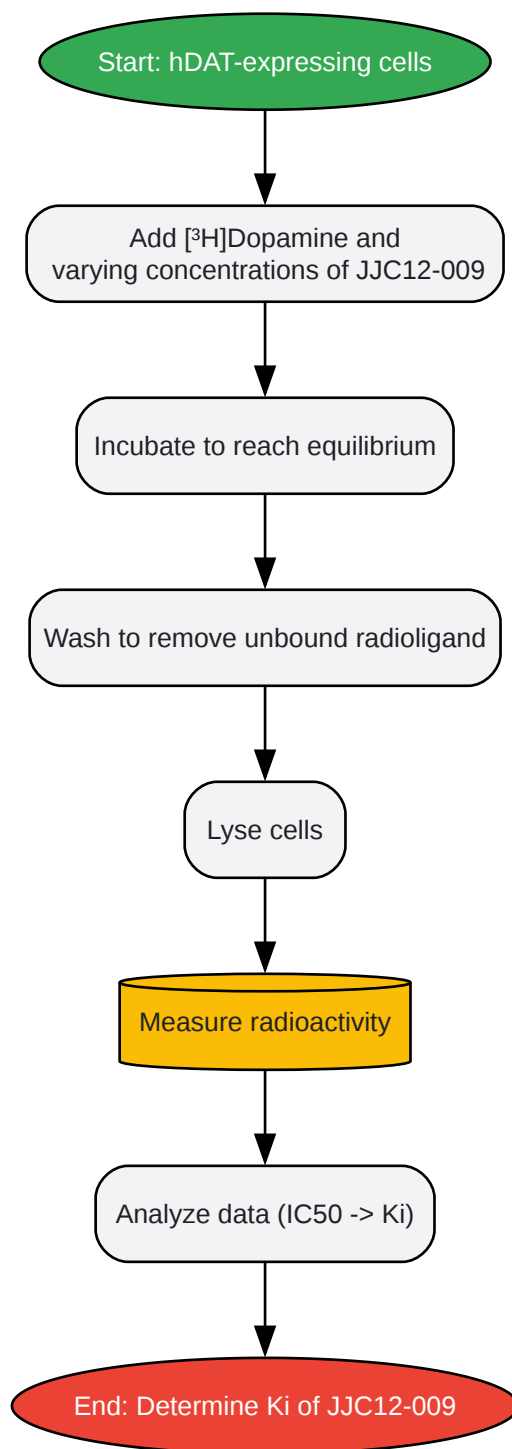 Start: hDAT-expressing cells
Add [³H]Dopamine and
varying concentrations of JJC12-009
Incubate to reach equilibrium
Wash to remove unbound radioligand
Lyse cells
Measure radioactivity
Analyze data (IC50 -> Ki)
End: Determine Ki of JJC12-009